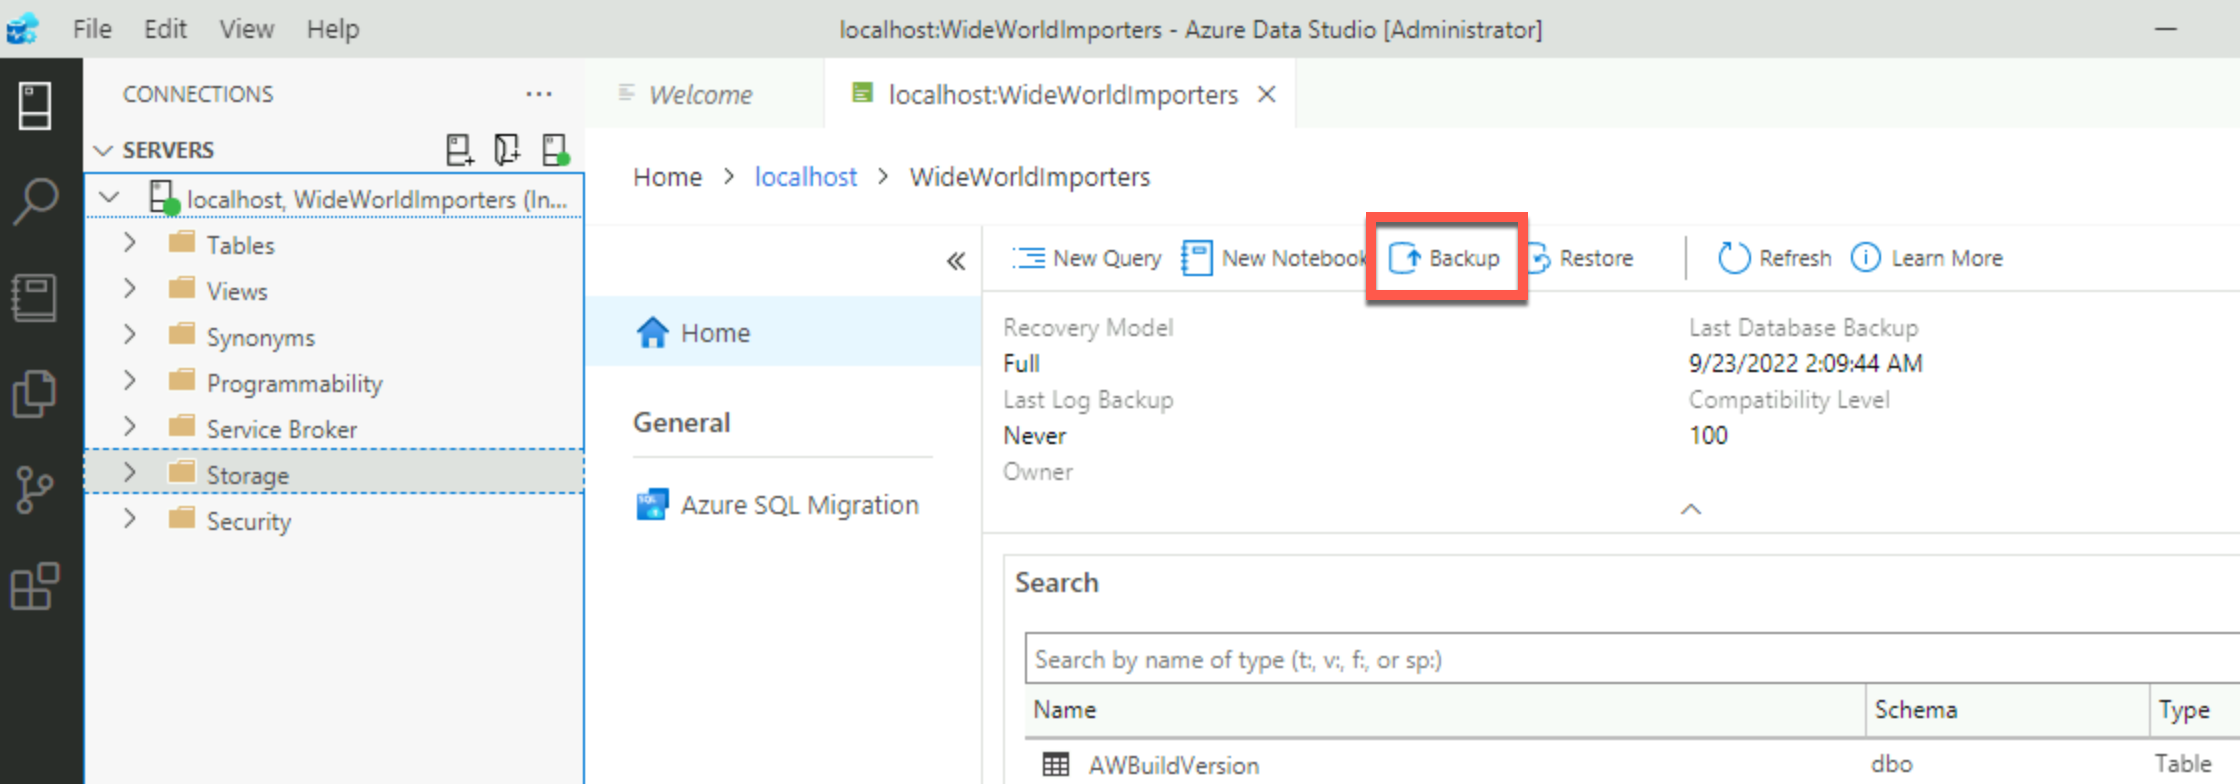 File Edit View Help
localhost:WideWorldImporters - Azure Data Studio [Administrator]
CONNECTIONS
SERVERS
localhost, WideWorldImporters (In...
Tables
Views
Synonyms
Programmability
Service Broker
Storage
Security
Welcome
localhost:WideWorldImporters
Home > localhost > WideWorldImporters
New Query New Notebook Backup Restore Refresh Learn More
Home
General
Azure SQL Migration
Recovery Model
Full
Last Log Backup
Never
Owner
Last Database Backup
9/23/2022 2:09:44 AM
Compatibility Level
100
Search
Search by name of type (t:, v:, f:, or sp:)
Name Schema Type
AWBuildVersion dbo Table